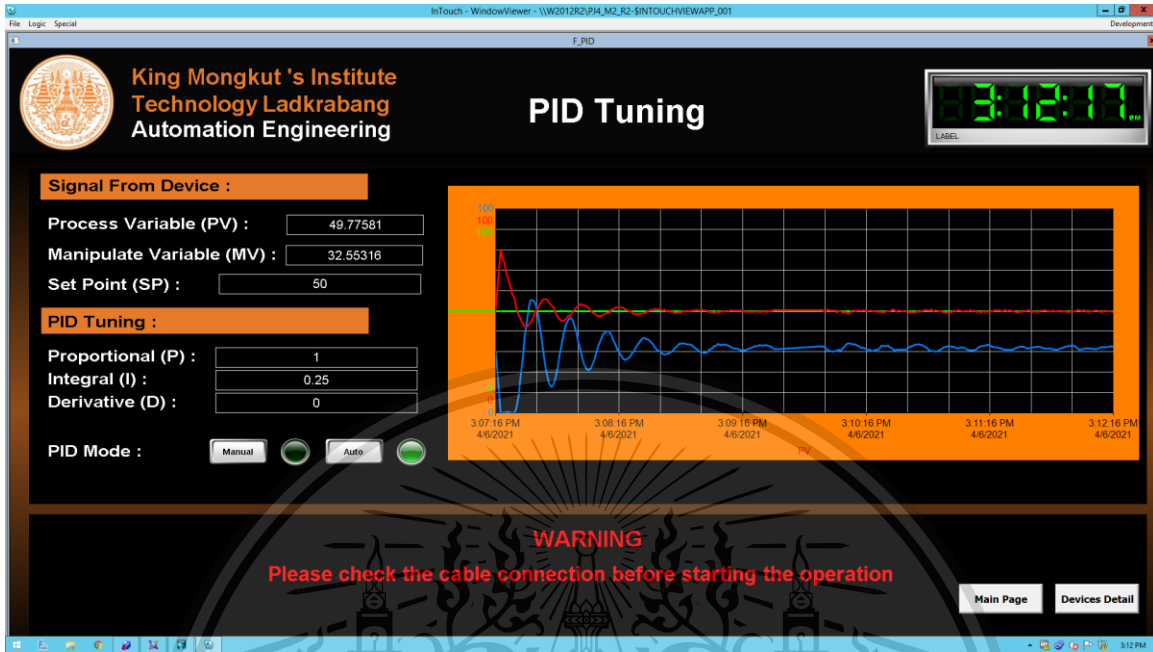 InTouch - WindowViewer - \\W2012R2\PJ4_M2_R2-$INTOUCHVIEWAPP_001
File Logic Special
Development
F_PID
King Mongkut 's Institute
Technology Ladkrabang
Automation Engineering
PID Tuning
3:12:17 PM
LABEL
Signal From Device :
Process Variable (PV) : 49.77581
Manipulate Variable (MV) : 32.55316
Set Point (SP) : 50
PID Tuning :
Proportional (P) : 1
Integral (I) : 0.25
Derivative (D) : 0
PID Mode : Manual Auto
100
100
100
0
0
0
3:07:16 PM 3:08:16 PM 3:09:16 PM 3:10:16 PM 3:11:16 PM 3:12:16 PM
4/6/2021 4/6/2021 4/6/2021 4/6/2021 4/6/2021 4/6/2021
PV
WARNING
Please check the cable connection before starting the operation
Main Page Devices Detail
3:12 PM